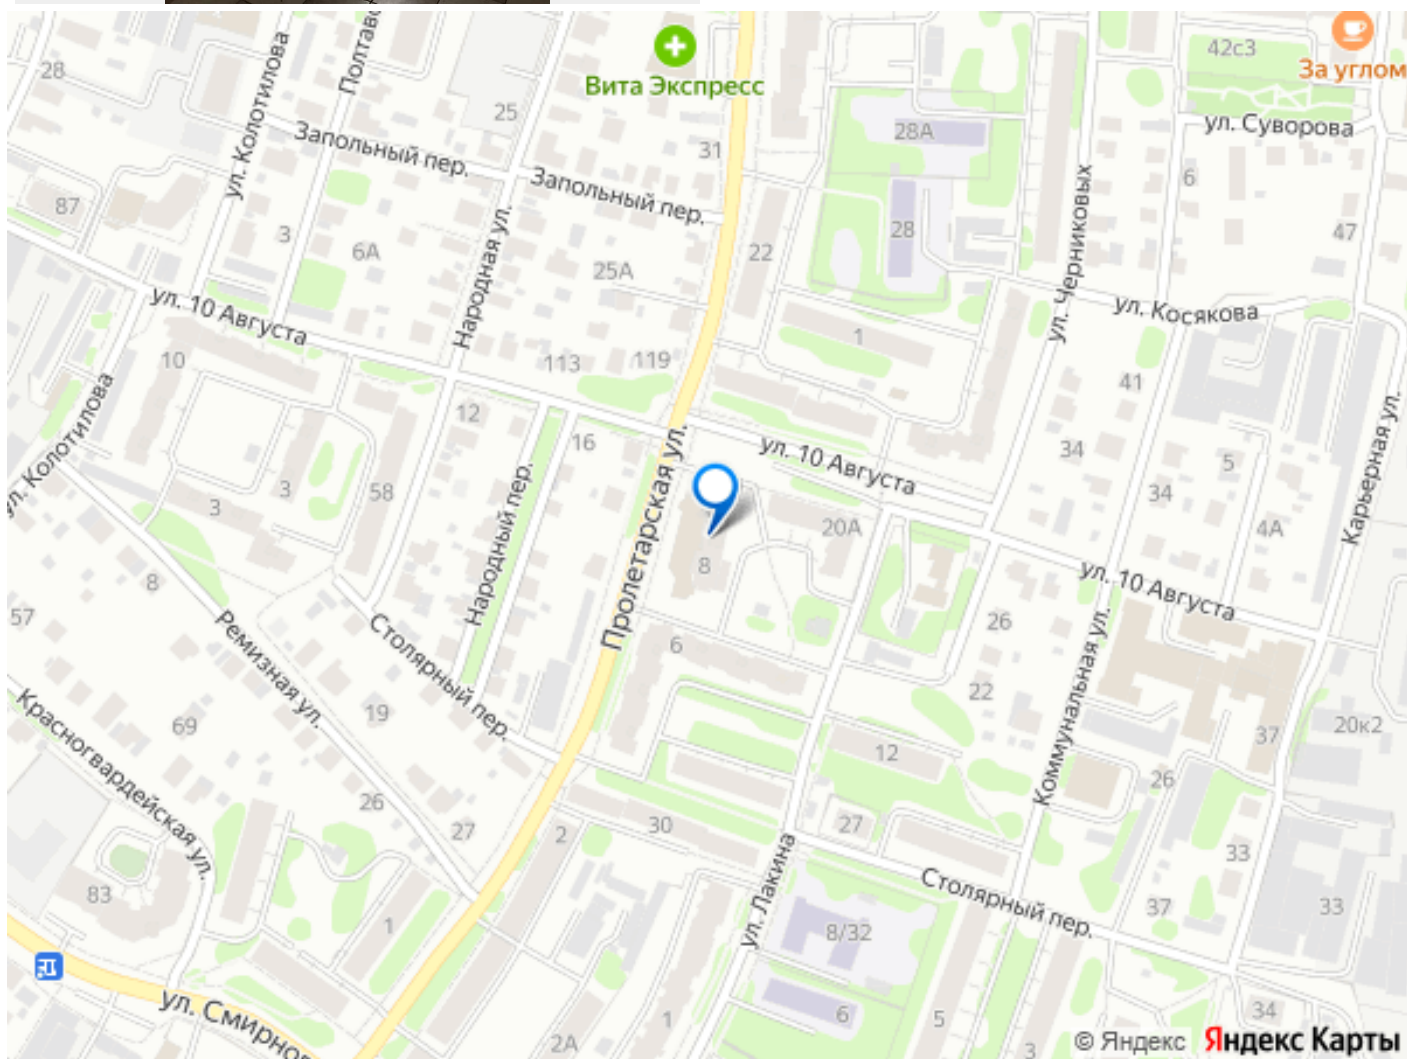 42с3
За углом
Вита Экспресс
28
ул. Колотилова
25
Запольный пер.
31
28А
ул. Суворова
Запольный пер.
6
87
3
6А
Народная ул.
25А
22
28
ул. Черниковых
47
ул. 10 Августа
ул. Косякова
10
113
119
1
41
ул. Колотилова
12
16
Пролетарская ул.
ул. 10 Августа
34
5
Карьерная ул.
3
3
58
Народный пер.
20А
34
4А
8
8
ул. 10 Августа
57
Ремизная ул.
Столярный пер.
6
26
Коммунальная ул.
Красногвардейская ул.
69
19
22
12
37
20к2
26
26
27
2
30
27
33
83
1
ул. Лакина
8/32
Столярный пер.
37
33
ул. Смирнов
2А
1
6
5
3
34
© Яндекс
Яндекс Карты